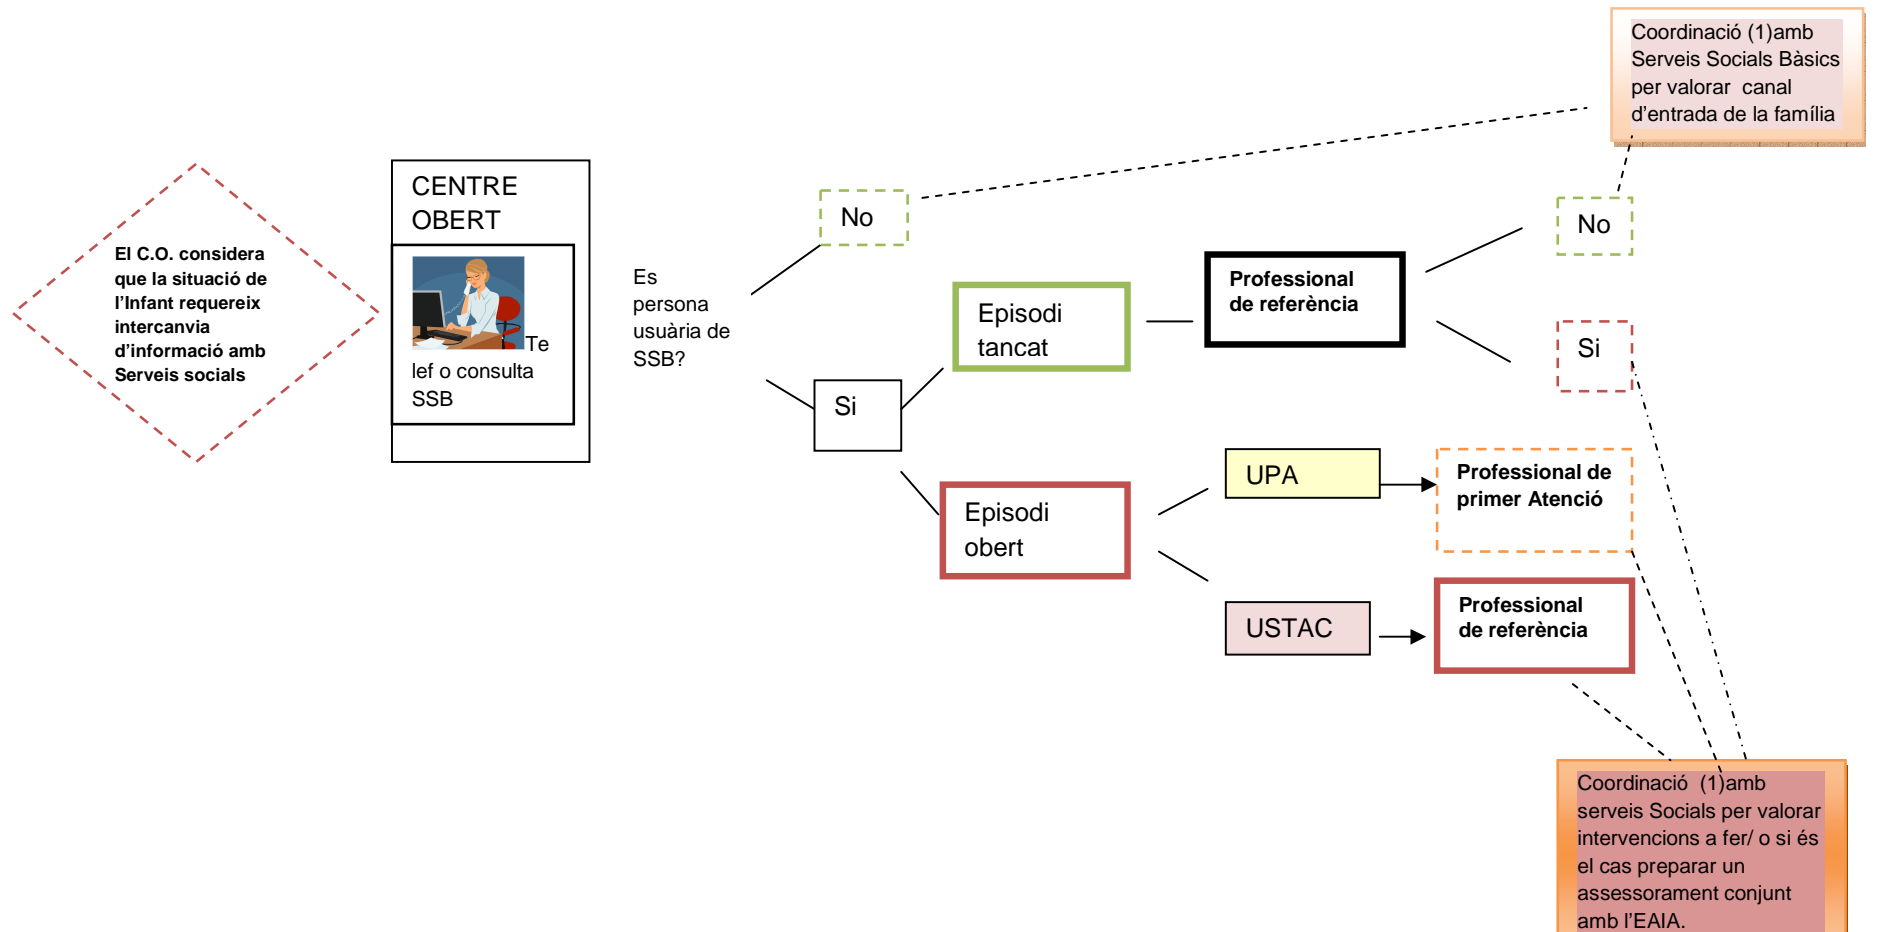 Coordinació (1)amb
Serveis Socials Bàsics
per valorar canal
d'entrada de la família
El C.O. considera
que la situació de
l'Infant requereix
intercanvia
d'informació amb
Serveis socials
CENTRE
OBERT
Te
lef o consulta
SSB
Es
persona
usuària de
SSB?
No
Si
Episodi
tancat
Professional
de referència
No
Si
Episodi
obert
UPA
Professional de
primer Atenció
USTAC
Professional
de referència
Coordinació (1)amb
serveis Socials per valorar
intervencions a fer/ o si és
el cas preparar un
assessorament conjunt
amb l'EAIA.